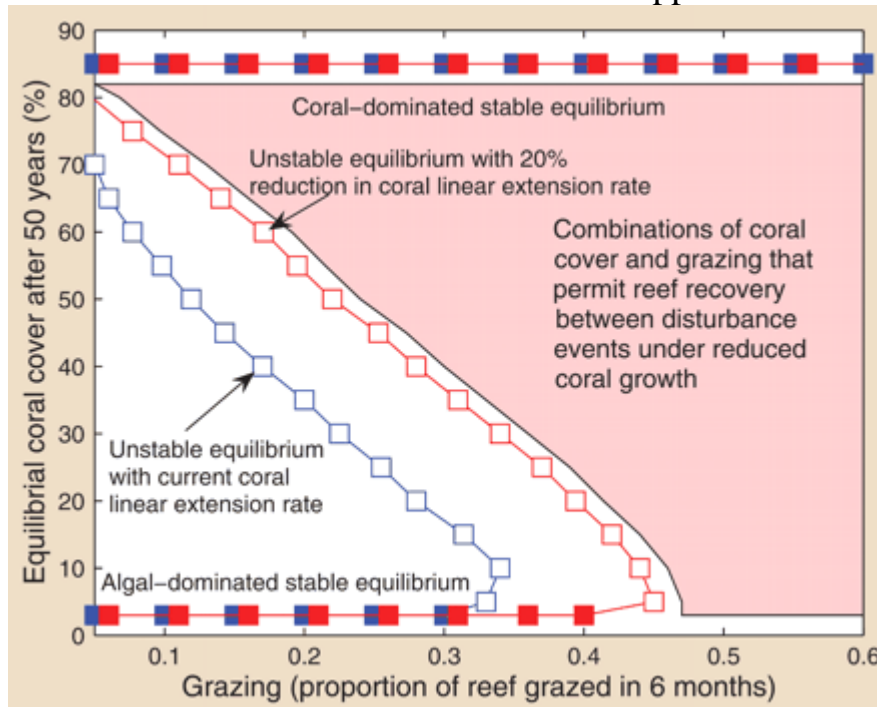 Equilibrial coral cover after 50 years (%)
90
80
70
60
50
40
30
20
10
0
Coral–dominated stable equilibrium
Unstable equilibrium with 20%
reduction in coral linear extension rate
Combinations of coral
cover and grazing that
permit reef recovery
between disturbance
events under reduced
coral growth
Unstable equilibrium
with current coral
linear extension rate
Algal–dominated stable equilibrium
0.1 0.2 0.3 0.4 0.5 0.6
Grazing (proportion of reef grazed in 6 months)